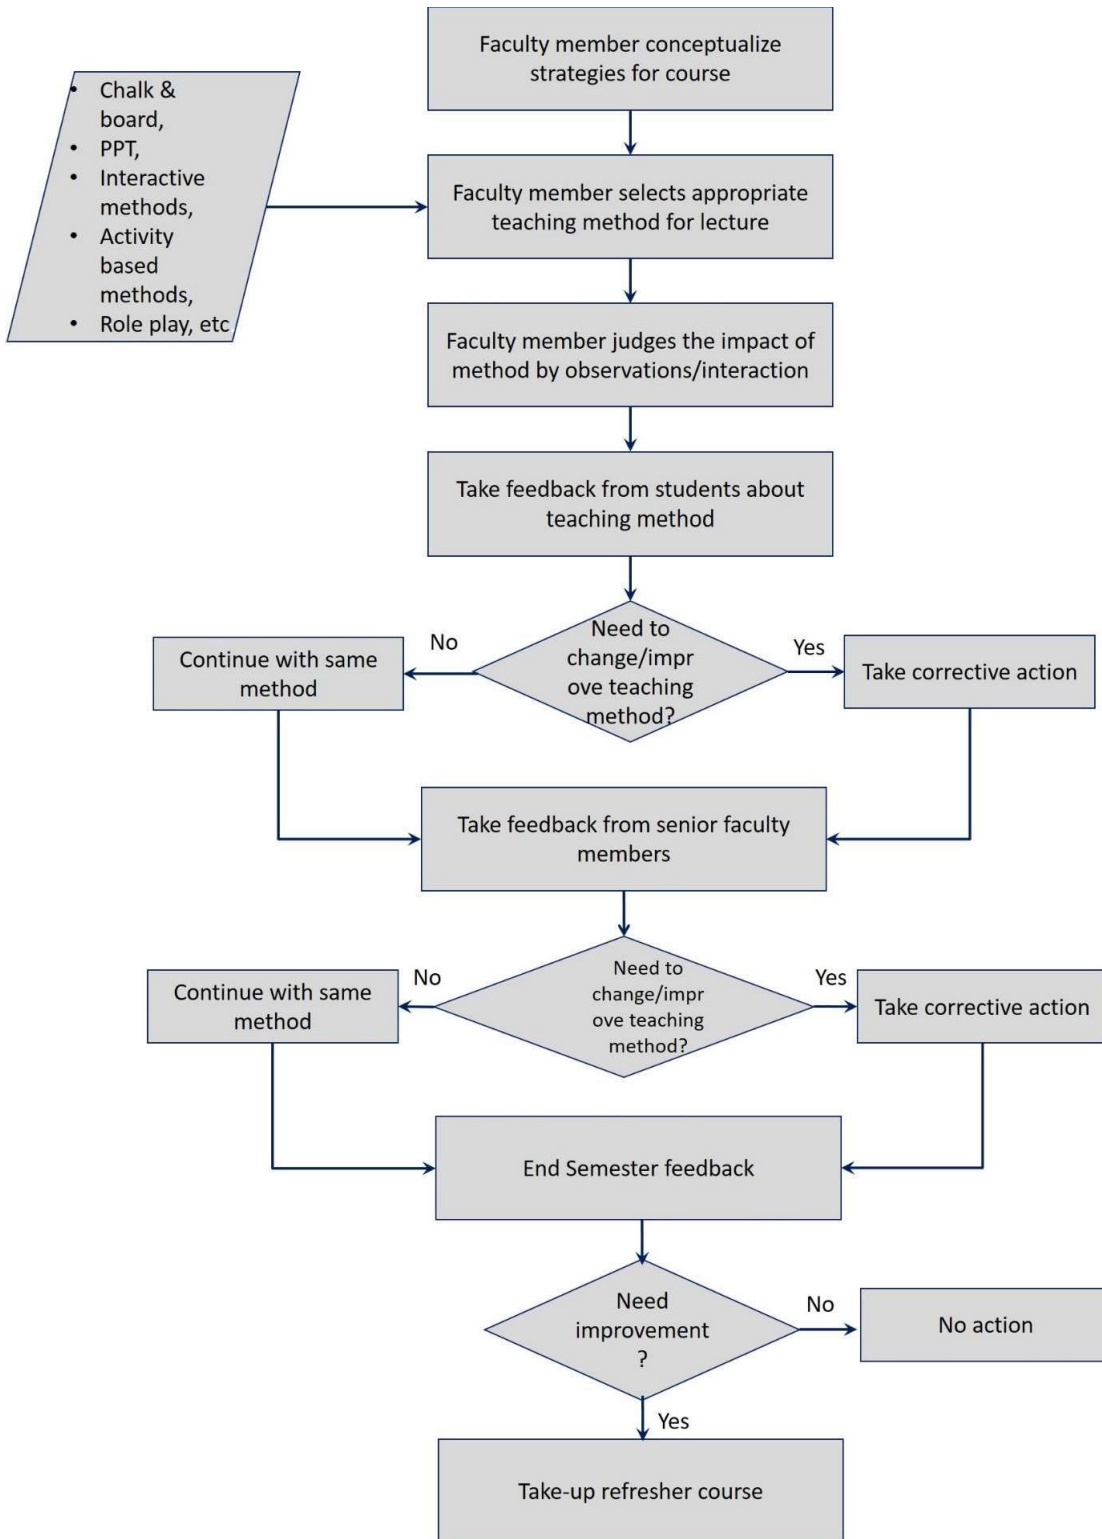 Faculty member conceptualize
strategies for course
• Chalk &
board,
• PPT,
• Interactive
methods,
• Activity
based
methods,
• Role play, etc
Faculty member selects appropriate
teaching method for lecture
Faculty member judges the impact of
method by observations/interaction
Take feedback from students about
teaching method
Need to
change/impr
ove teaching
method?
No
Yes
Continue with same
method
Take corrective action
Take feedback from senior faculty
members
Need to
change/impr
ove teaching
method?
No
Yes
Continue with same
method
Take corrective action
End Semester feedback
Need
improvement
?
No
No action
Yes
Take-up refresher course